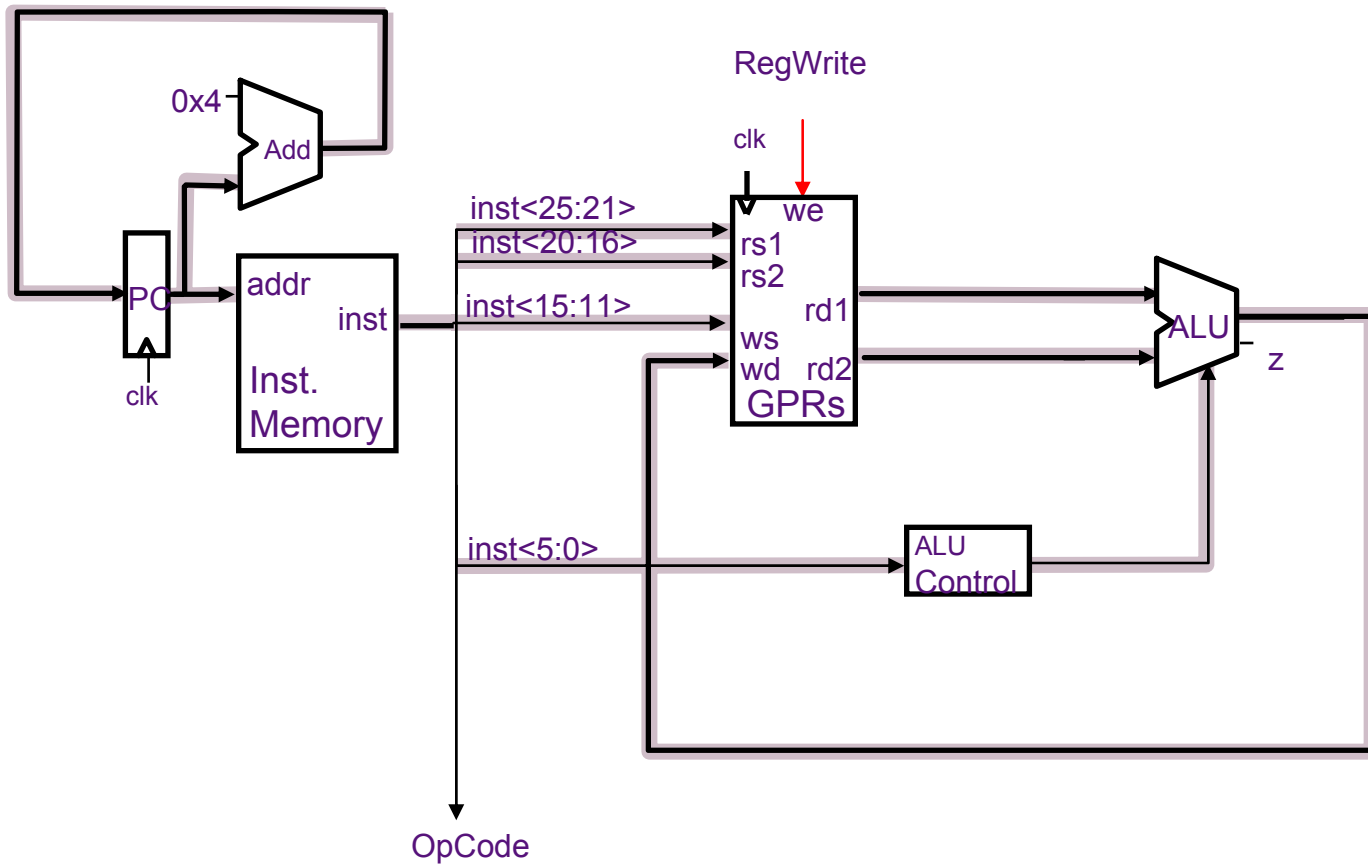 RegWrite
0x4
Add
clk
inst<25:21>
we
inst<20:16>
rs1
rs2
PC
addr
inst<15:11>
rd1
inst
ws
ALU
wd
rd2
z
clk
Inst.
GPRs
Memory
inst<5:0>
ALU
Control
OpCode